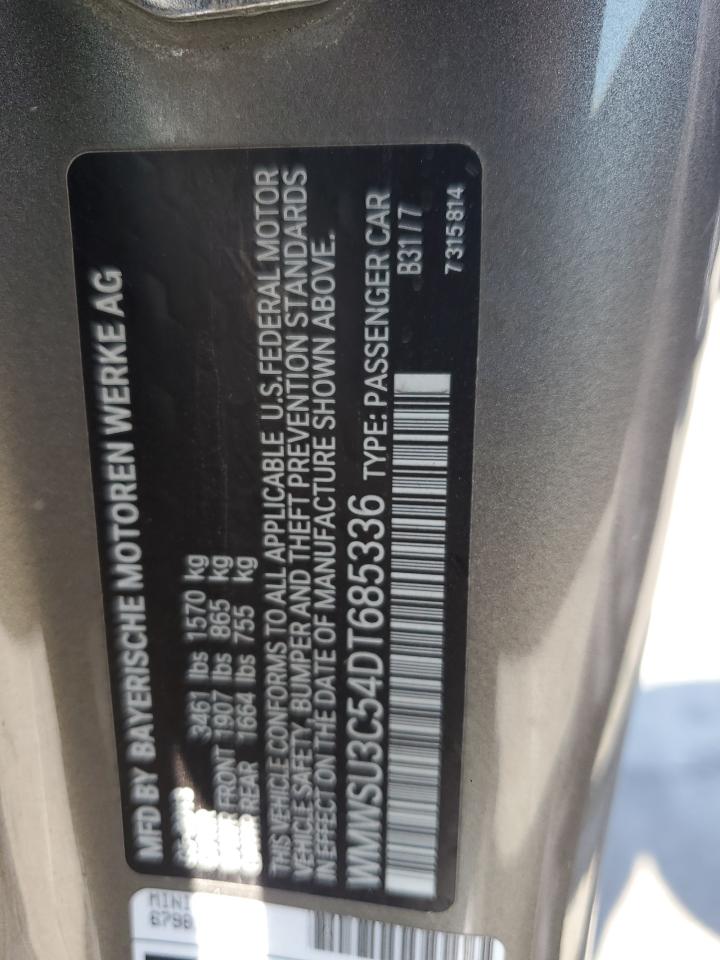 MFD BY BAYERISCHE MOTOREN WERKE AG
3461 lbs 1570 kg
FRONT 1907 lbs 865 kg
REAR 1664 lbs 755 kg
THIS VEHICLE CONFORMS TO ALL APPLICABLE U.S.FEDERAL MOTOR
VEHICLE SAFETY, BUMPER AND THEFT PREVENTION STANDARDS
IN EFFECT ON THE DATE OF MANUFACTURE SHOWN ABOVE.
WMWSU3C54DT685336 TYPE: PASSENGER CAR
B31/7
7315814
MINI